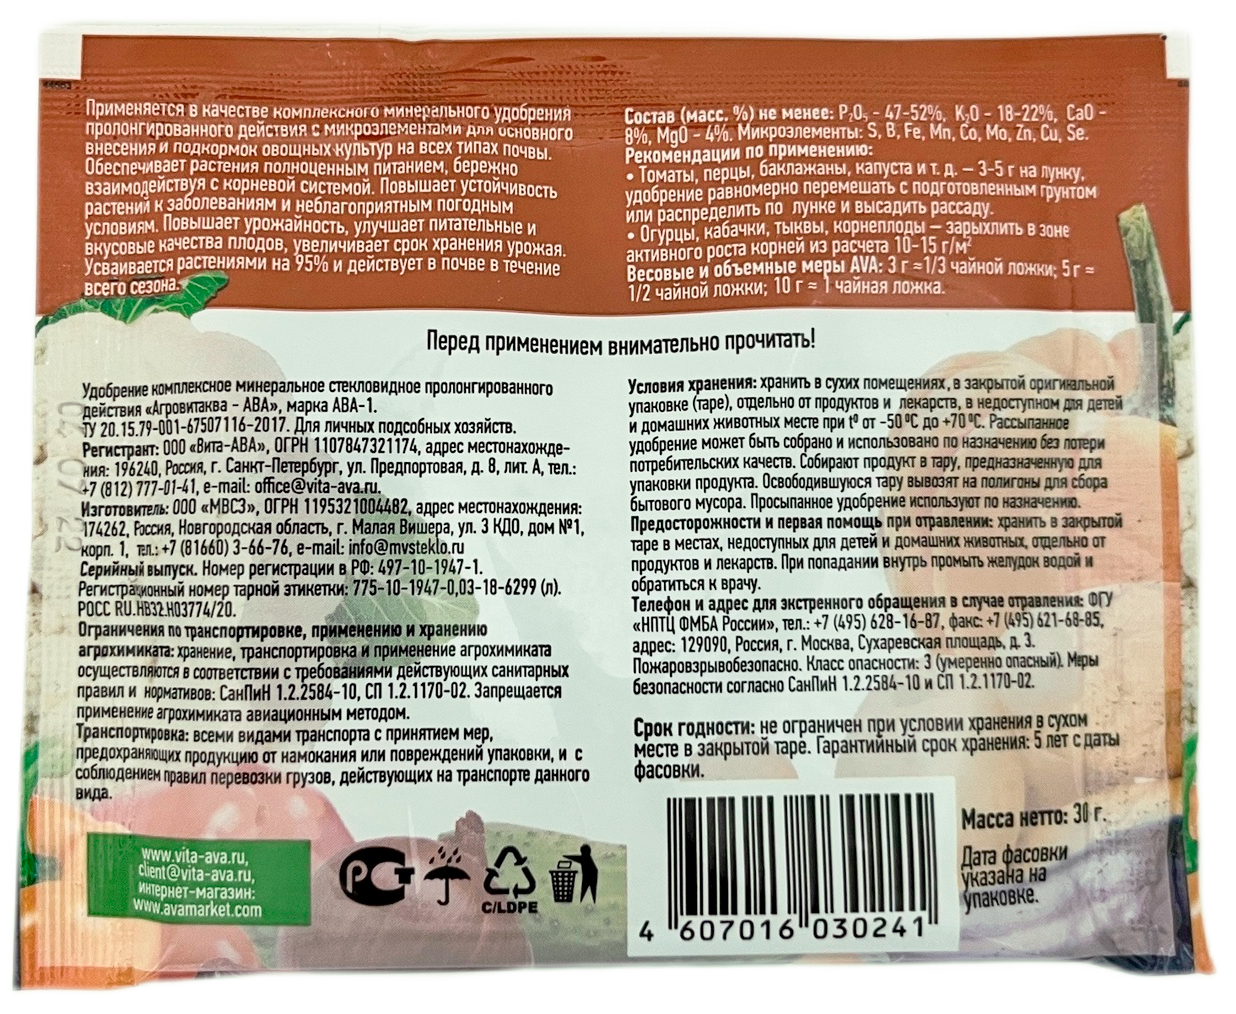 Применяется в качестве комплексного минерального удобрения
пролонгированного действия с микроэлементами для основного
внесения и подкормок овощных культур на всех типах почвы.
Обеспечивает растения полноценным питанием, бережно
взаимодействуя с корневой системой. Повышает устойчивость
растений к заболеваниям и неблагоприятным погодным
условиям. Повышает урожайность, улучшает питательные и
вкусовые качества плодов, увеличивает срок хранения урожая.
Усваивается растениями на 95% и действует в почве в течение
всего сезона.
Состав (масс. %) не менее: P₂O₅ - 47-52%, K₂O - 18-22%, CaO -
8%, MgO - 4%. Микроэлементы: S, B, Fe, Mn, Co, Mo, Zn, Cu, Se.
Рекомендации по применению:
• Томаты, перцы, баклажаны, капуста и т. д. – 3-5 г на лунку,
удобрение равномерно перемешать с подготовленным грунтом
или распределить по лунке и высадить рассаду.
• Огурцы, кабачки, тыквы, корнеплоды – зарыхлить в зоне
активного роста корней из расчета 10-15 г/м²
Весовые и объемные меры AVA: 3 г ≈1/3 чайной ложки; 5 г ≈
1/2 чайной ложки; 10 г ≈ 1 чайная ложка.
Перед применением внимательно прочитать!
Удобрение комплексное минеральное стекловидное пролонгированного
действия «Агровитаква - АВА», марка АВА-1.
ТУ 20.15.79-001-67507116-2017. Для личных подсобных хозяйств.
Регистрант: ООО «Вита-АВА», ОГРН 1107847321174, адрес местонахожде-
ния: 196240, Россия, г. Санкт-Петербург, ул. Предпортовая, д. 8, лит. А, тел.:
+7 (812) 777-01-41, e-mail: office@vita-ava.ru.
Изготовитель: ООО «МВСЗ», ОГРН 1195321004482, адрес местонахождения:
174262, Россия, Новгородская область, г. Малая Вишера, ул. 3 КДО, дом №1,
корп. 1, тел.: +7 (81660) 3-66-76, e-mail: info@mvsteklo.ru
Серийный выпуск. Номер регистрации в РФ: 497-10-1947-1.
Регистрационный номер тарной этикетки: 775-10-1947-0,03-18-6299 (л).
РОСС RU.НВ32.Н03774/20.
Ограничения по транспортировке, применению и хранению
агрохимиката: хранение, транспортировка и применение агрохимиката
осуществляются в соответствии с требованиями действующих санитарных
правил и нормативов: СанПиН 1.2.2584-10, СП 1.2.1170-02. Запрещается
применение агрохимиката авиационным методом.
Транспортировка: всеми видами транспорта с принятием мер,
предохраняющих продукцию от намокания или повреждений упаковки, и с
соблюдением правил перевозки грузов, действующих на транспорте данного
вида.
Условия хранения: хранить в сухих помещениях, в закрытой оригинальной
упаковке (таре), отдельно от продуктов и лекарств, в недоступном для детей
и домашних животных месте при t⁰ от -50 ⁰C до +70 ⁰C. Рассыпанное
удобрение может быть собрано и использовано по назначению без потери
потребительских качеств. Собирают продукт в тару, предназначенную для
упаковки продукта. Освободившуюся тару вывозят на полигоны для сбора
бытового мусора. Просыпанное удобрение используют по назначению.
Предосторожности и первая помощь при отравлении: хранить в закрытой
таре в местах, недоступных для детей и домашних животных, отдельно от
продуктов и лекарств. При попадании внутрь промыть желудок водой и
обратиться к врачу.
Телефон и адрес для экстренного обращения в случае отравления: ФГУ
«НПТЦ ФМБА России», тел.: +7 (495) 628-16-87, факс: +7 (495) 621-68-85,
адрес: 129090, Россия, г. Москва, Сухаревская площадь, д. 3.
Пожаровзрывобезопасно. Класс опасности: 3 (умеренно опасный). Меры
безопасности согласно СанПиН 1.2.2584-10 и СП 1.2.1170-02.
Срок годности: не ограничен при условии хранения в сухом
месте в закрытой таре. Гарантийный срок хранения: 5 лет с даты
фасовки.
www.vita-ava.ru,
client@vita-ava.ru,
интернет-магазин:
www.avamarket.com
РСТ
C/LDPE
4 607016 030241
Масса нетто: 30 г.
Дата фасовки
указана на
упаковке.